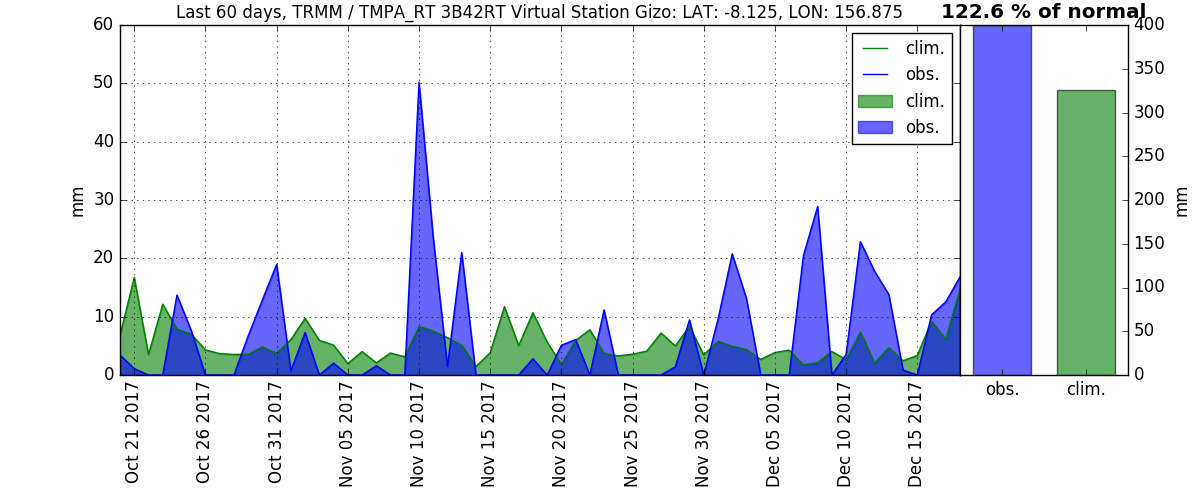 Last 60 days, TRMM / TMPA_RT 3B42RT Virtual Station Gizo: LAT: -8.125, LON: 156.875
122.6 % of normal
60
50
40
30
20
10
0
mm
clim.
obs.
clim.
obs.
400
350
300
250
200
150
100
50
0
mm
obs.
clim.
Oct 21 2017
Oct 26 2017
Oct 31 2017
Nov 05 2017
Nov 10 2017
Nov 15 2017
Nov 20 2017
Nov 25 2017
Nov 30 2017
Dec 05 2017
Dec 10 2017
Dec 15 2017